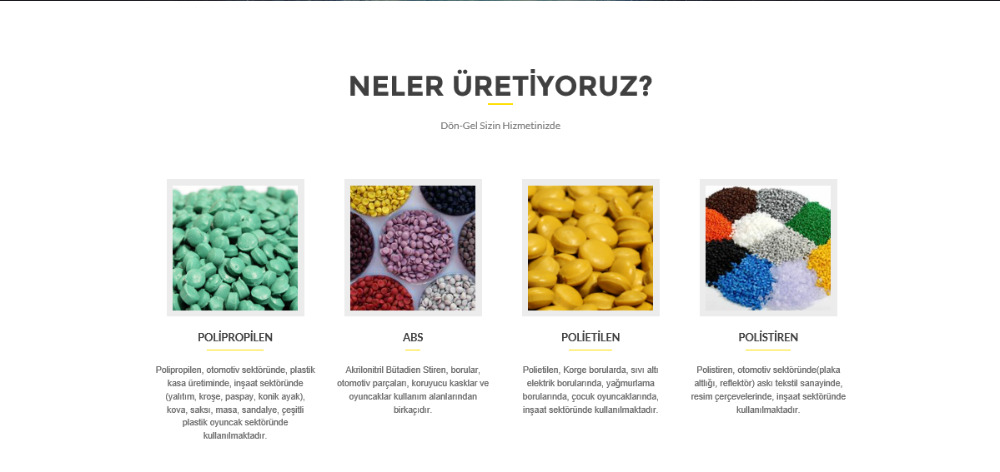 NELER ÜRETİYORUZ?
Dön-Gel Sizin Hizmetinizde
POLİPROPİLEN
Polipropilen, otomotiv sektöründe, plastik
kasa üretiminde, inşaat sektöründe
(yalıtım, kroşe, paspay, konik ayak),
kova, saksı, masa, sandalye, çeşitli
plastik oyuncak sektöründe
kullanılmaktadır.
ABS
Akrilonitril Bütadien Stiren, borular,
otomotiv parçaları, koruyucu kasklar ve
oyuncaklar kullanım alanlarından
birkaçıdır.
POLİETİLEN
Polietilen, Korge borularda, sıvı altı
elektrik borularında, yağmurlama
borularında, çocuk oyuncaklarında,
inşaat sektöründe kullanılmaktadır.
POLİSTİREN
Polistiren, otomotiv sektöründe(plaka
altlığı, reflektör) askı tekstil sanayinde,
resim çerçevelerinde, inşaat sektöründe
kullanılmaktadır.